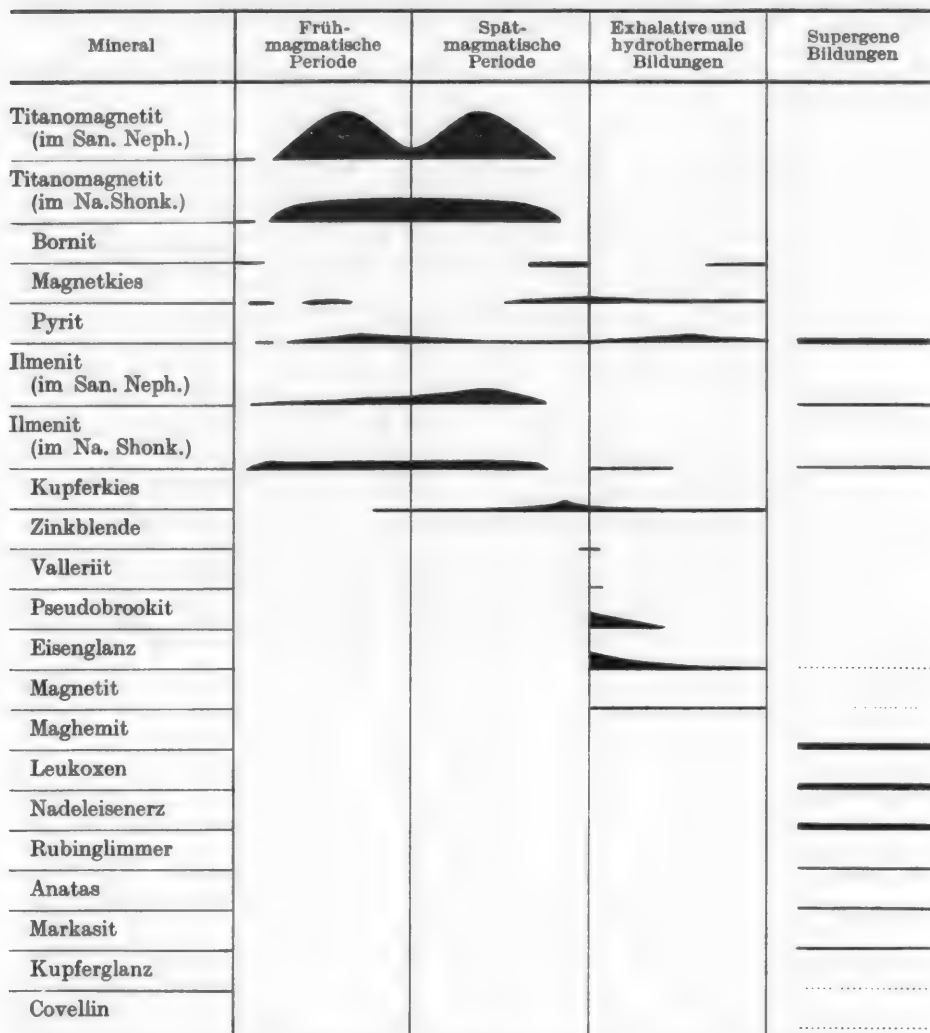 Mineral
Früh-
magmatische
Periode
Spät-
magmatische
Periode
Exhalative und
hydrothermale
Bildungen
Supergene
Bildungen
Titanomagnetit
(im San. Neph.)
Titanomagnetit
(im Na.Shonk.)
Bornit
Magnetkies
Pyrit
Ilmenit
(im San. Neph.)
Ilmenit
(im Na. Shonk.)
Kupferkies
Zinkblende
Valleriit
Pseudobrookit
Eisenglanz
Magnetit
Maghemit
Leukoxen
Nadeleisenerz
Rubinglimmer
Anatas
Markasit
Kupferglanz
Covellin